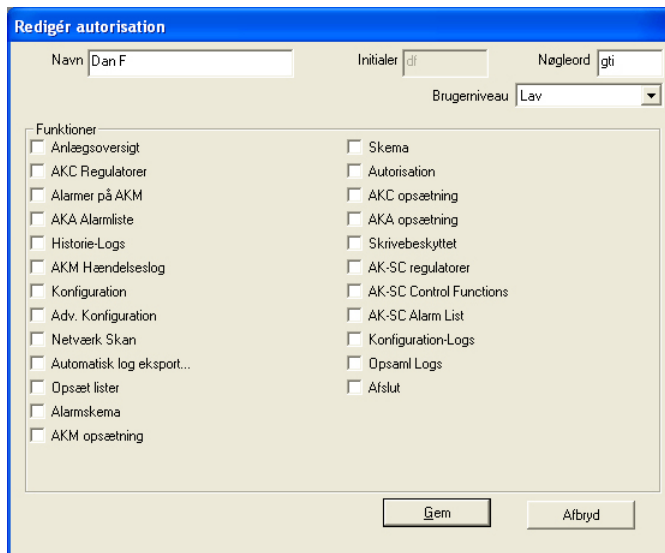 Redigér autorisation
Navn Dan F Initialer df Nøgleord gti
Brugerniveau Lav
Funktioner
Anlægsoversigt Skema
AKC Regulatorer Autorisation
Alarmer på AKM AKC opsætning
AKA Alarmliste AKA opsætning
Historie-Logs Skrivebeskyttet
AKM Hændelseslog AK-SC regulatorer
Konfiguration AK-SC Control Functions
Adv. Konfiguration AK-SC Alarm List
Netværk Skan Konfiguration-Logs
Automatisk log eksport... Opsaml Logs
Opsæt lister Afslut
Alarmskema
AKM opsætning
Gem Afbryd